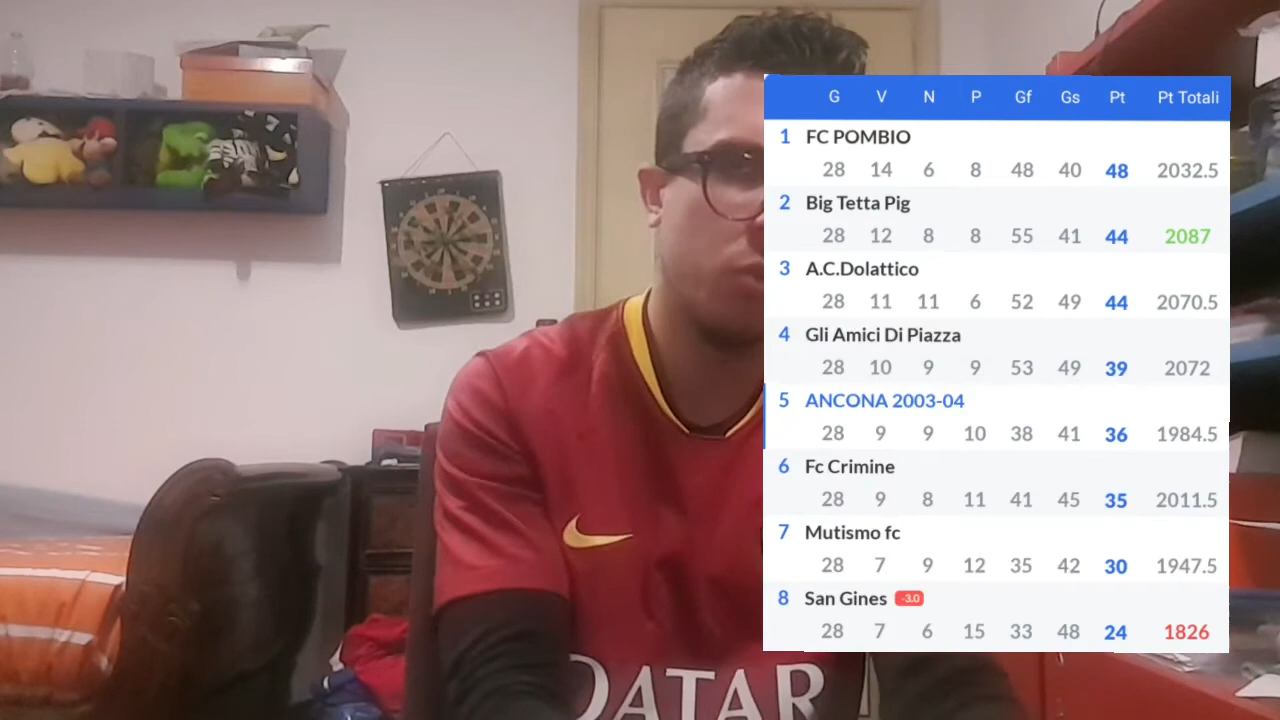 G V N P Gf Gs Pt Pt Totali
1 FC POMBIO
28 14 6 8 48 40 48 2032.5
2 Big Tetta Pig
28 12 8 8 55 41 44 2087
3 A.C.Dolattico
28 11 11 6 52 49 44 2070.5
4 Gli Amici Di Piazza
28 10 9 9 53 49 39 2072
5 ANCONA 2003-04
28 9 9 10 38 41 36 1984.5
6 Fc Crimine
28 9 8 11 41 45 35 2011.5
7 Mutismo fc
28 7 9 12 35 42 30 1947.5
8 San Gines -3.0
28 7 6 15 33 48 24 1826
QATAR